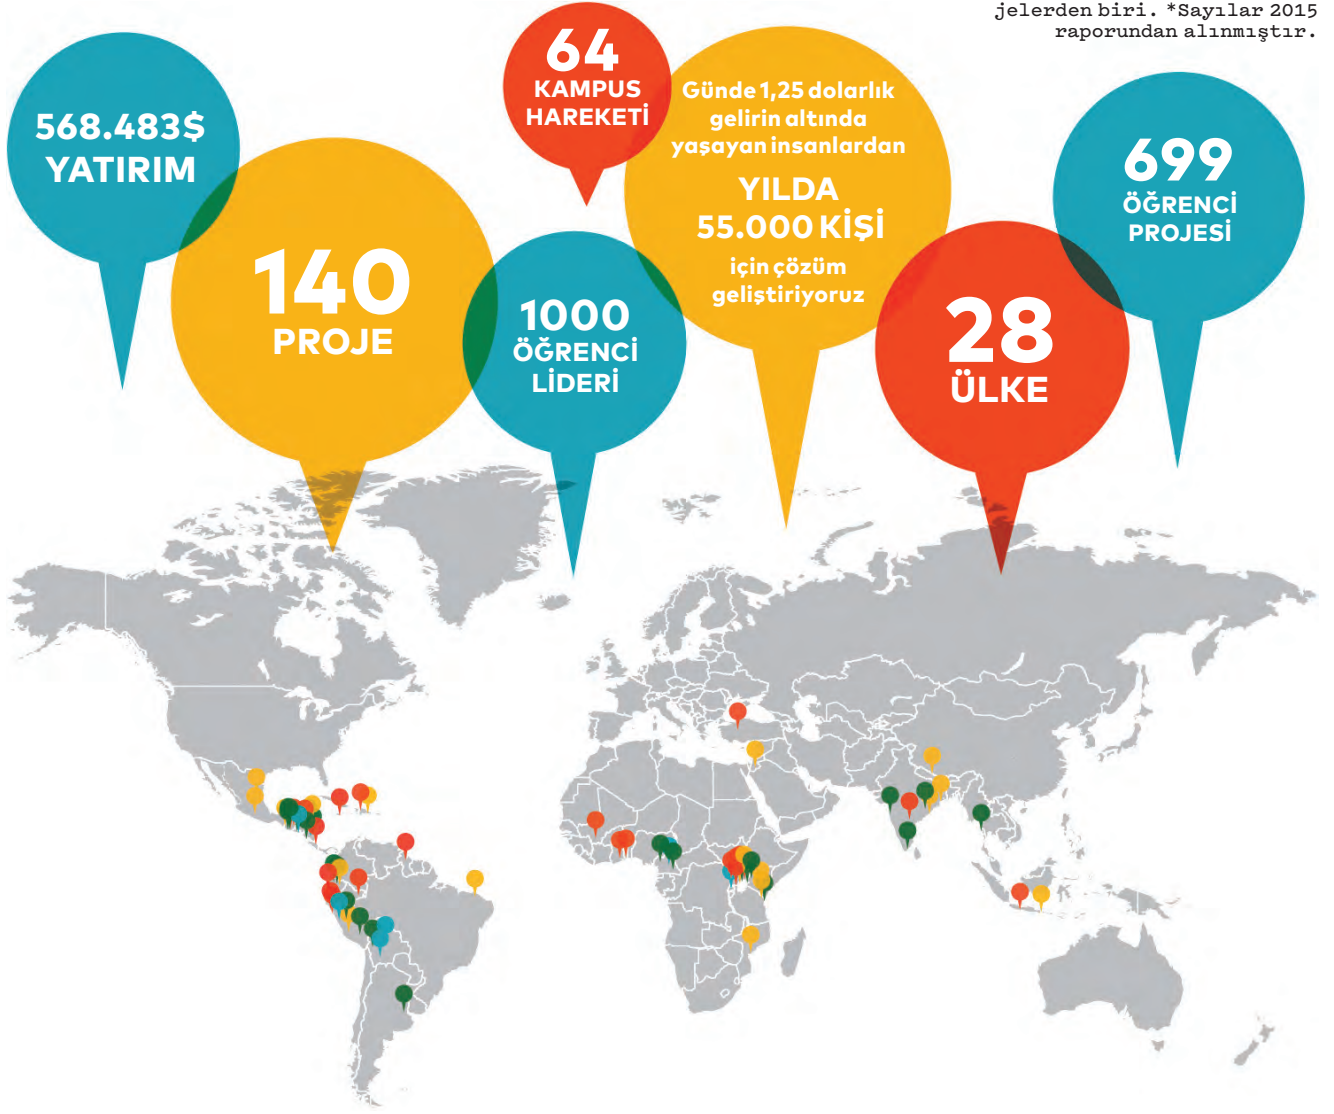 jelerden biri. *Sayılar 2015
raporundan alınmıştır.
568.483$
YATIRIM
140
PROJE
64
KAMPUS
HAREKETİ
1000
ÖĞRENCİ
LİDERİ
Günde 1,25 dolarlık
gelirin altında
yaşayan insanlardan
YILDA
55.000 KİŞİ
için çözüm
geliştiriyoruz
28
ÜLKE
699
ÖĞRENCİ
PROJESİ